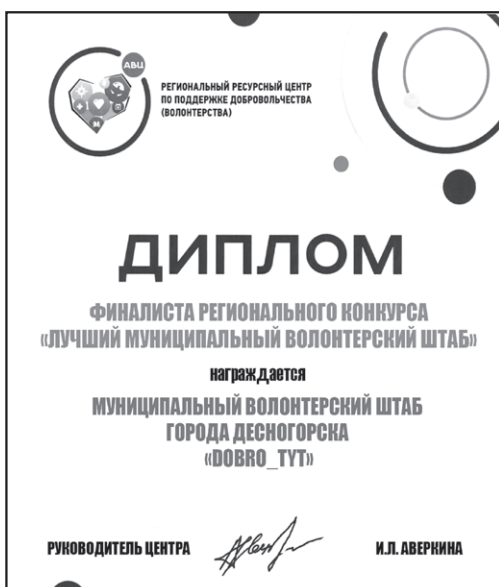 АВЦ
РЕГИОНАЛЬНЫЙ РЕСУРСНЫЙ ЦЕНТР
ПО ПОДДЕРЖКЕ ДОБРОВОЛЬЧЕСТВА
(ВОЛОНТЕРСТВА)
ДИПЛОМ
ФИНАЛИСТА РЕГИОНАЛЬНОГО КОНКУРСА
«ЛУЧШИЙ МУНИЦИПАЛЬНЫЙ ВОЛОНТЕРСКИЙ ШТАБ»
награждается
МУНИЦИПАЛЬНЫЙ ВОЛОНТЕРСКИЙ ШТАБ
ГОРОДА ДЕСНОГОРСКА
«DOBRO_TYT»
РУКОВОДИТЕЛЬ ЦЕНТРА И.Л. АВЕРКИНА